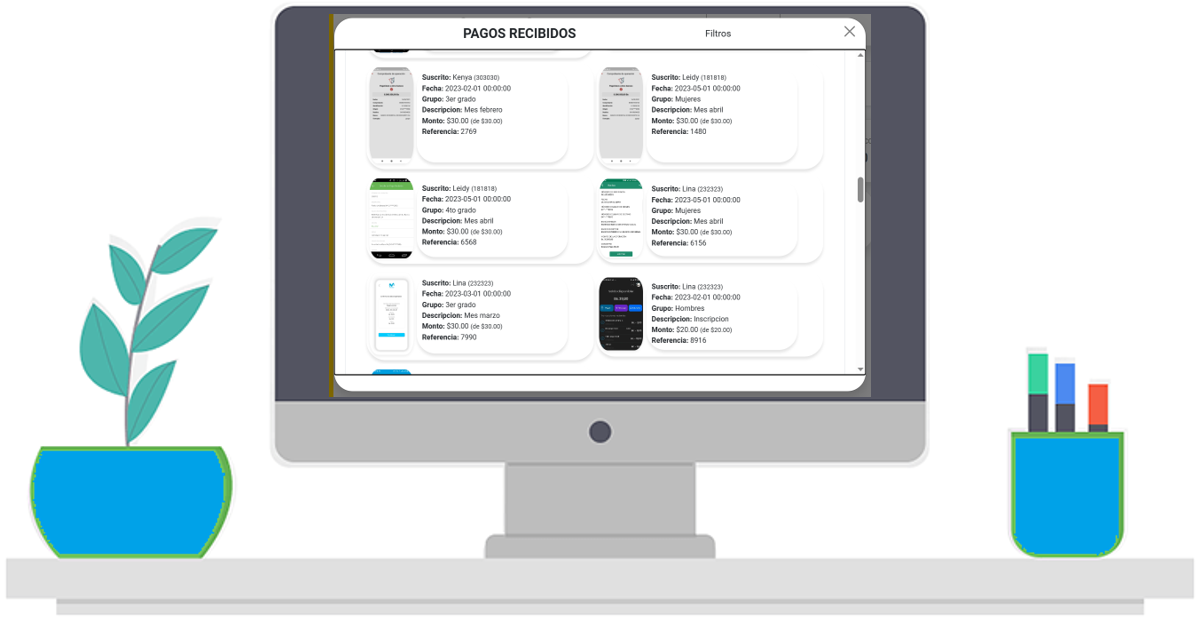 PAGOS RECIBIDOS
Filtros
Suscrito: Kenya (303030)
Fecha: 2023-02-01 00:00:00
Grupo: 3er grado
Descripcion: Mes febrero
Monto: $30.00 (de $30.00)
Referencia: 2769
Suscrito: Leidy (181818)
Fecha: 2023-05-01 00:00:00
Grupo: Mujeres
Descripcion: Mes abril
Monto: $30.00 (de $30.00)
Referencia: 1480
Suscrito: Leidy (181818)
Fecha: 2023-05-01 00:00:00
Grupo: 4to grado
Descripcion: Mes abril
Monto: $30.00 (de $30.00)
Referencia: 6568
Suscrito: Lina (232323)
Fecha: 2023-05-01 00:00:00
Grupo: Mujeres
Descripcion: Mes abril
Monto: $30.00 (de $30.00)
Referencia: 6156
Suscrito: Lina (232323)
Fecha: 2023-03-01 00:00:00
Grupo: 3er grado
Descripcion: Mes marzo
Monto: $30.00 (de $30.00)
Referencia: 7990
Suscrito: Lina (232323)
Fecha: 2023-02-01 00:00:00
Grupo: Hombres
Descripcion: Inscripcion
Monto: $20.00 (de $20.00)
Referencia: 8916